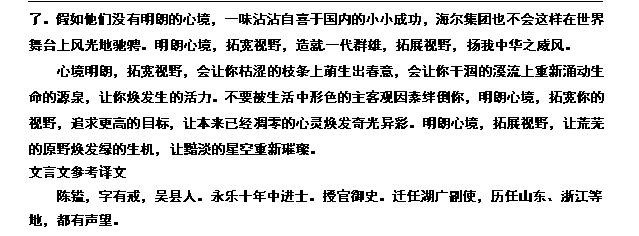 了。假如他们没有明朗的心境，一味沾沾自喜于国内的小小成功，海尔集团也不会这样在世界
舞台上风光地驰骋。明朗心境，拓宽视野，造就一代群雄，拓展视野，扬我中华之威风。
心境明朗，拓宽视野，会让你枯涩的枝条上萌生出春意，会让你干涸的溪流上重新涌动生
命的源泉，让你焕发生的活力。不要被生活中形色的主客观因素绊倒你，明朗心境，拓宽你的
视野，追求更高的目标，让本来已经凋零的心灵焕发奇光异彩。明朗心境，拓展视野，让荒芜
的原野焕发绿的生机，让黯淡的星空重新璀璨。
文言文参考译文
陈镒，字有戒，吴县人。永乐十年中进士。授官御史。迁任湖广副使，历任山东、浙江等
地，都有声望。